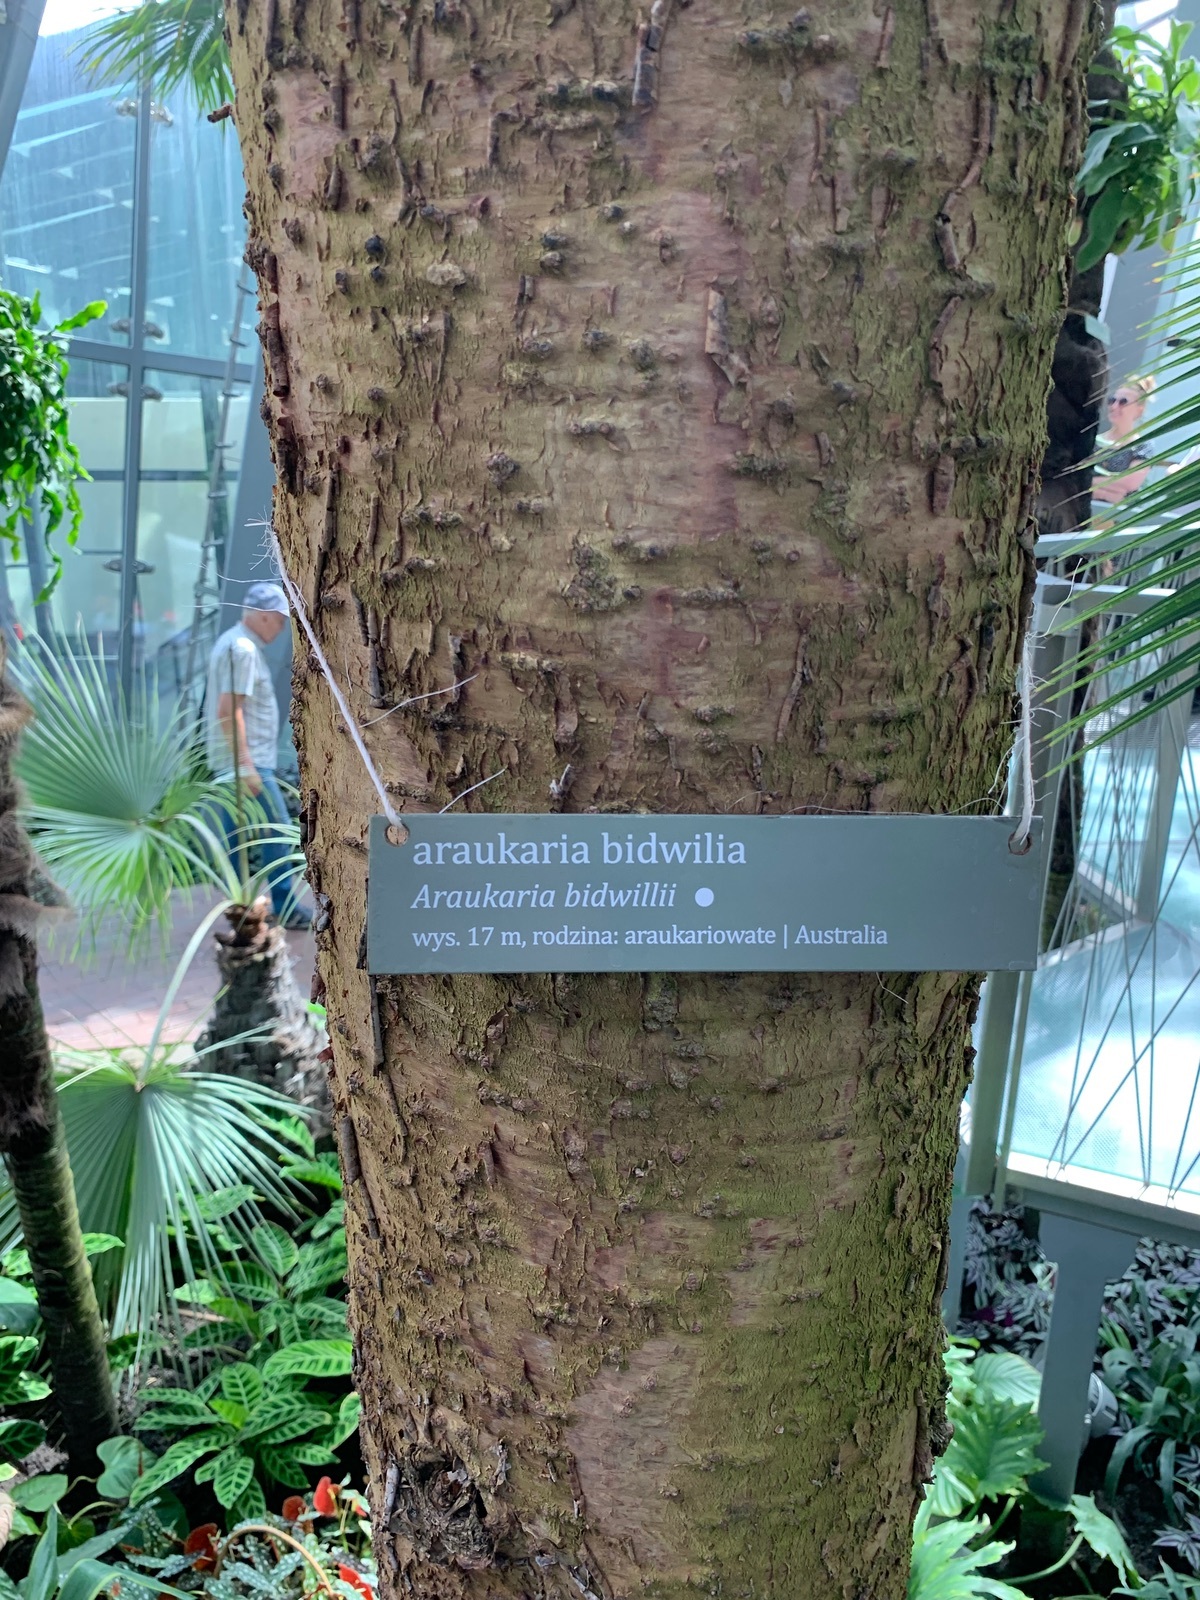 araukaria bidwilia
Araukaria bidwillii
wys. 17 m, rodzina: araukariowate | Australia